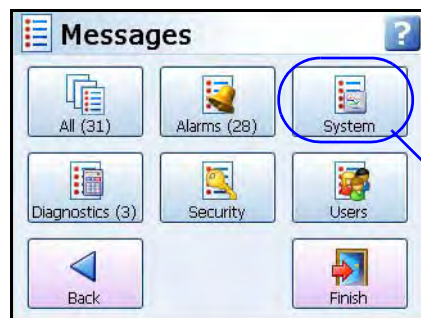 Messages
?
All (31)
Alarms (28)
System
Diagnostics (3)
Security
Users
Back
Finish